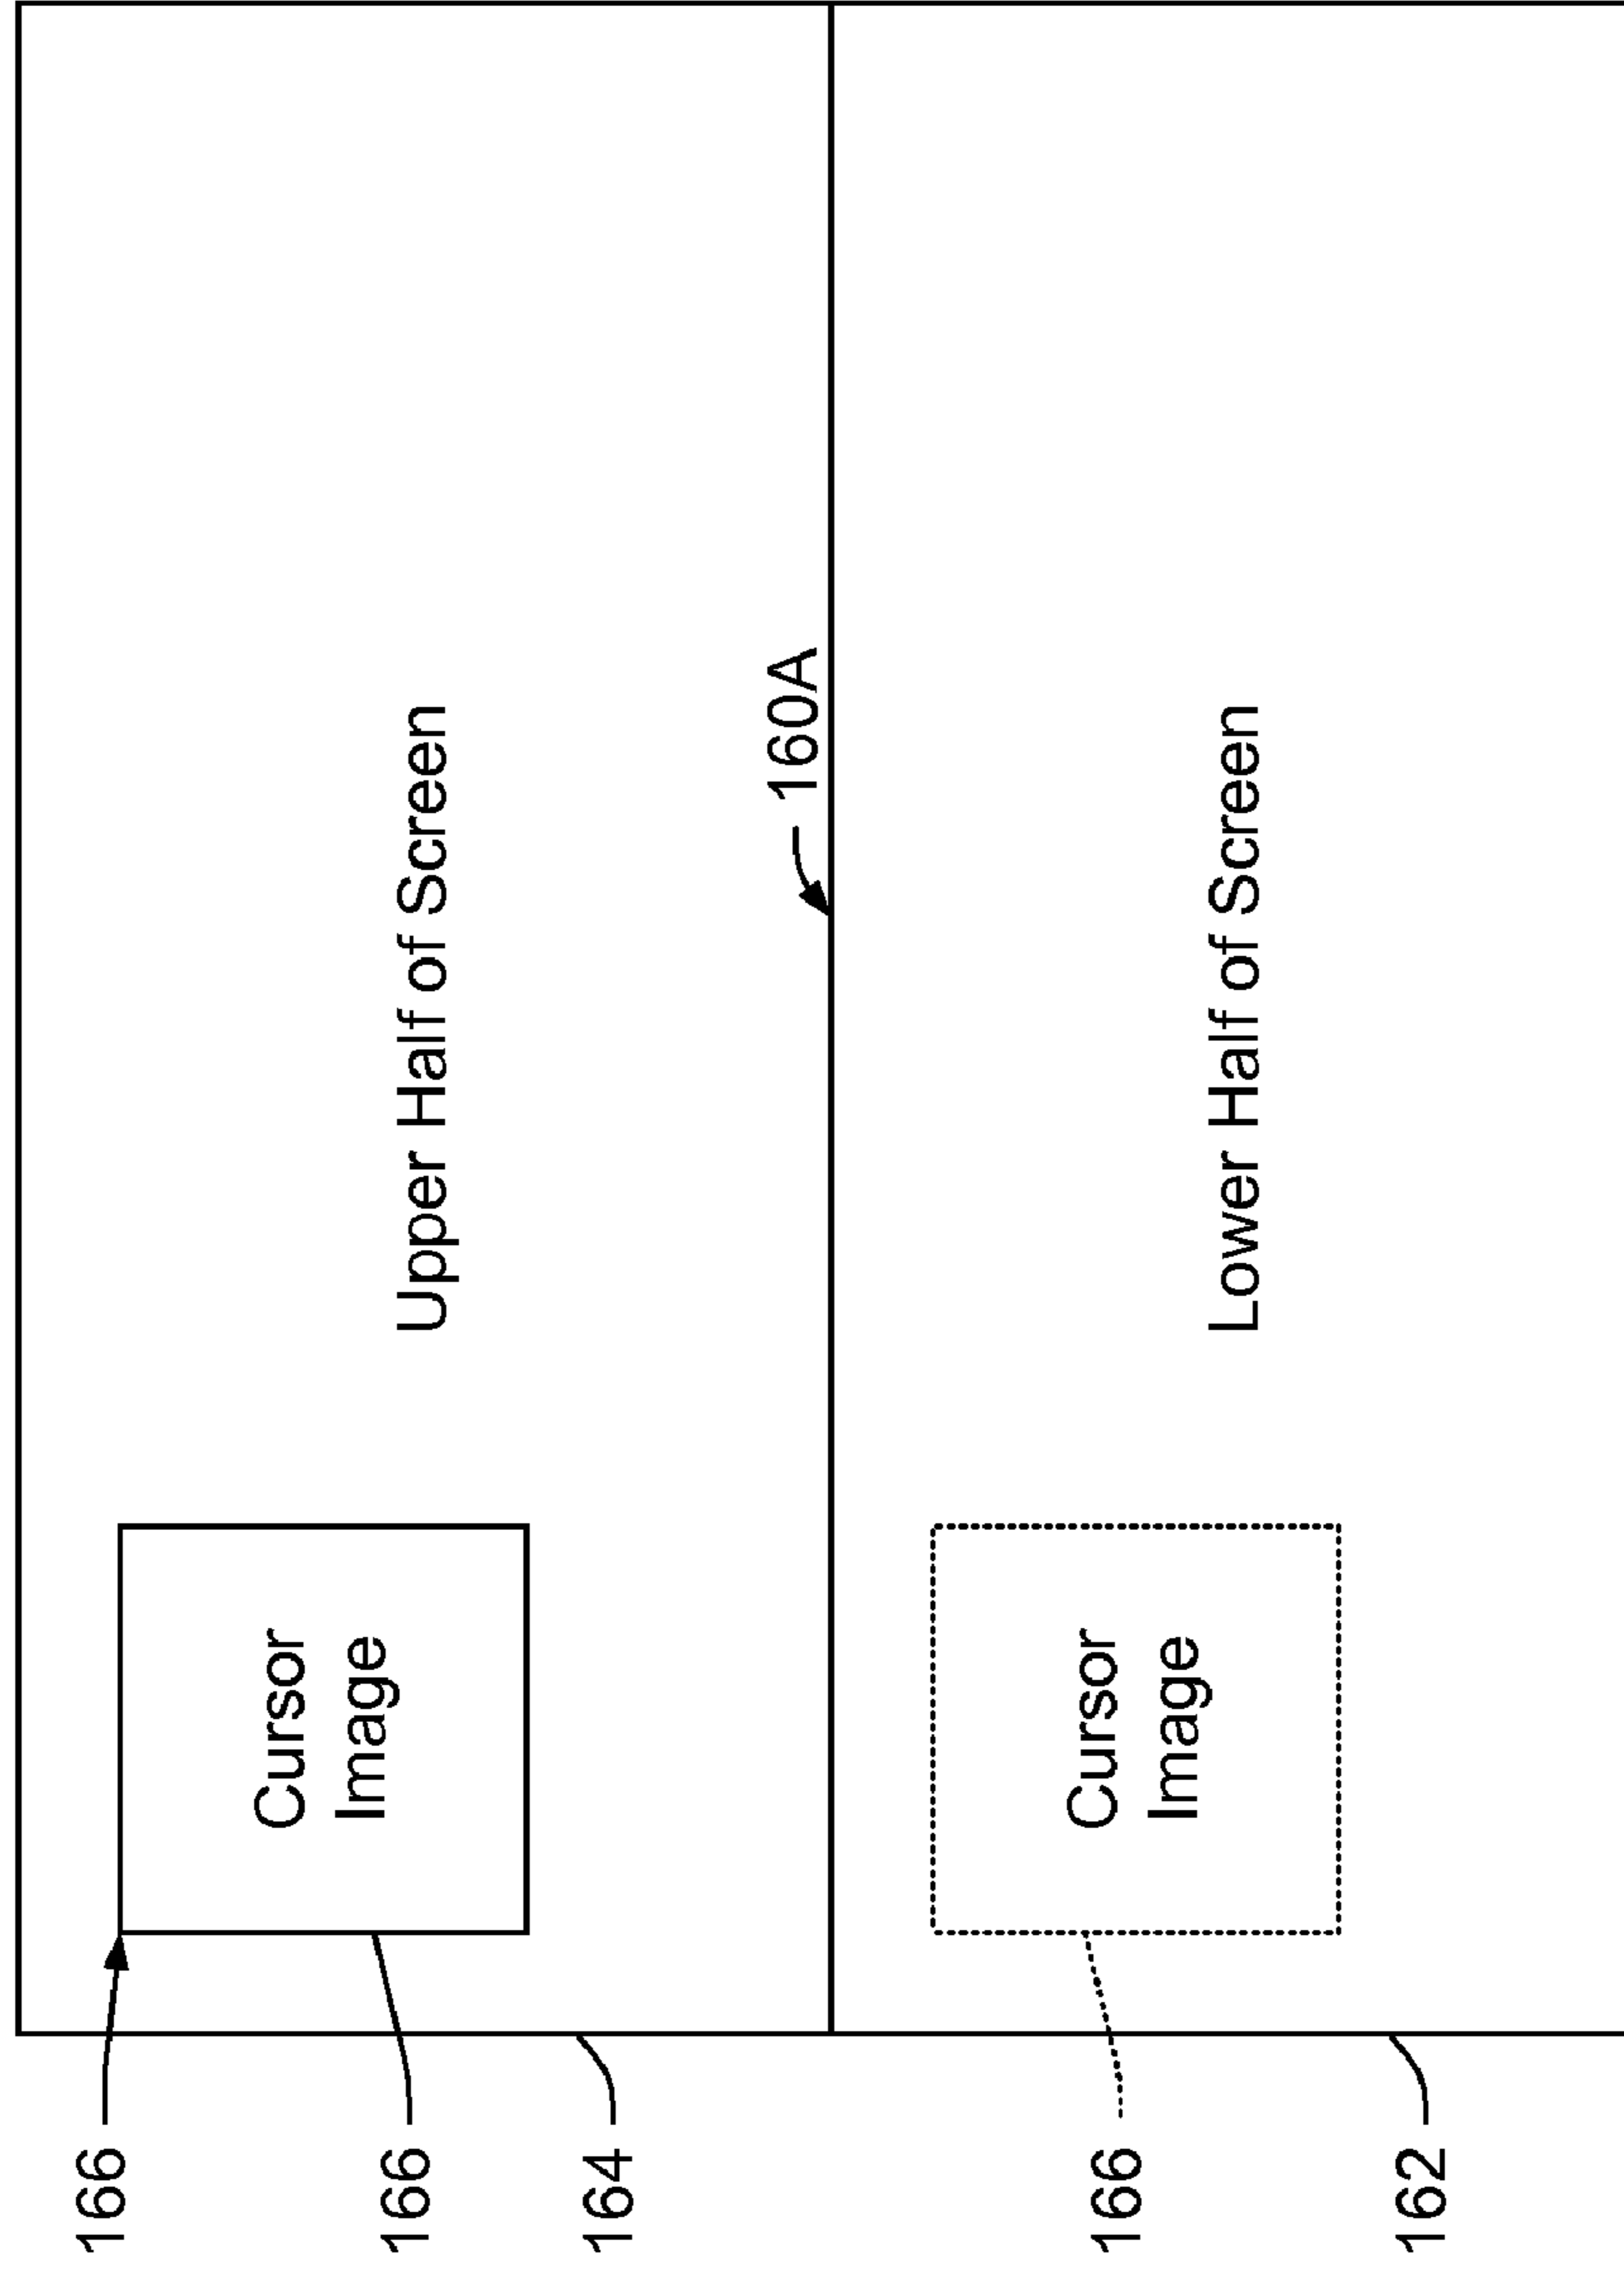 166
166
164
Cursor
Image
Upper Half of Screen
160A
166
162
Cursor
Image
Lower Half of Screen